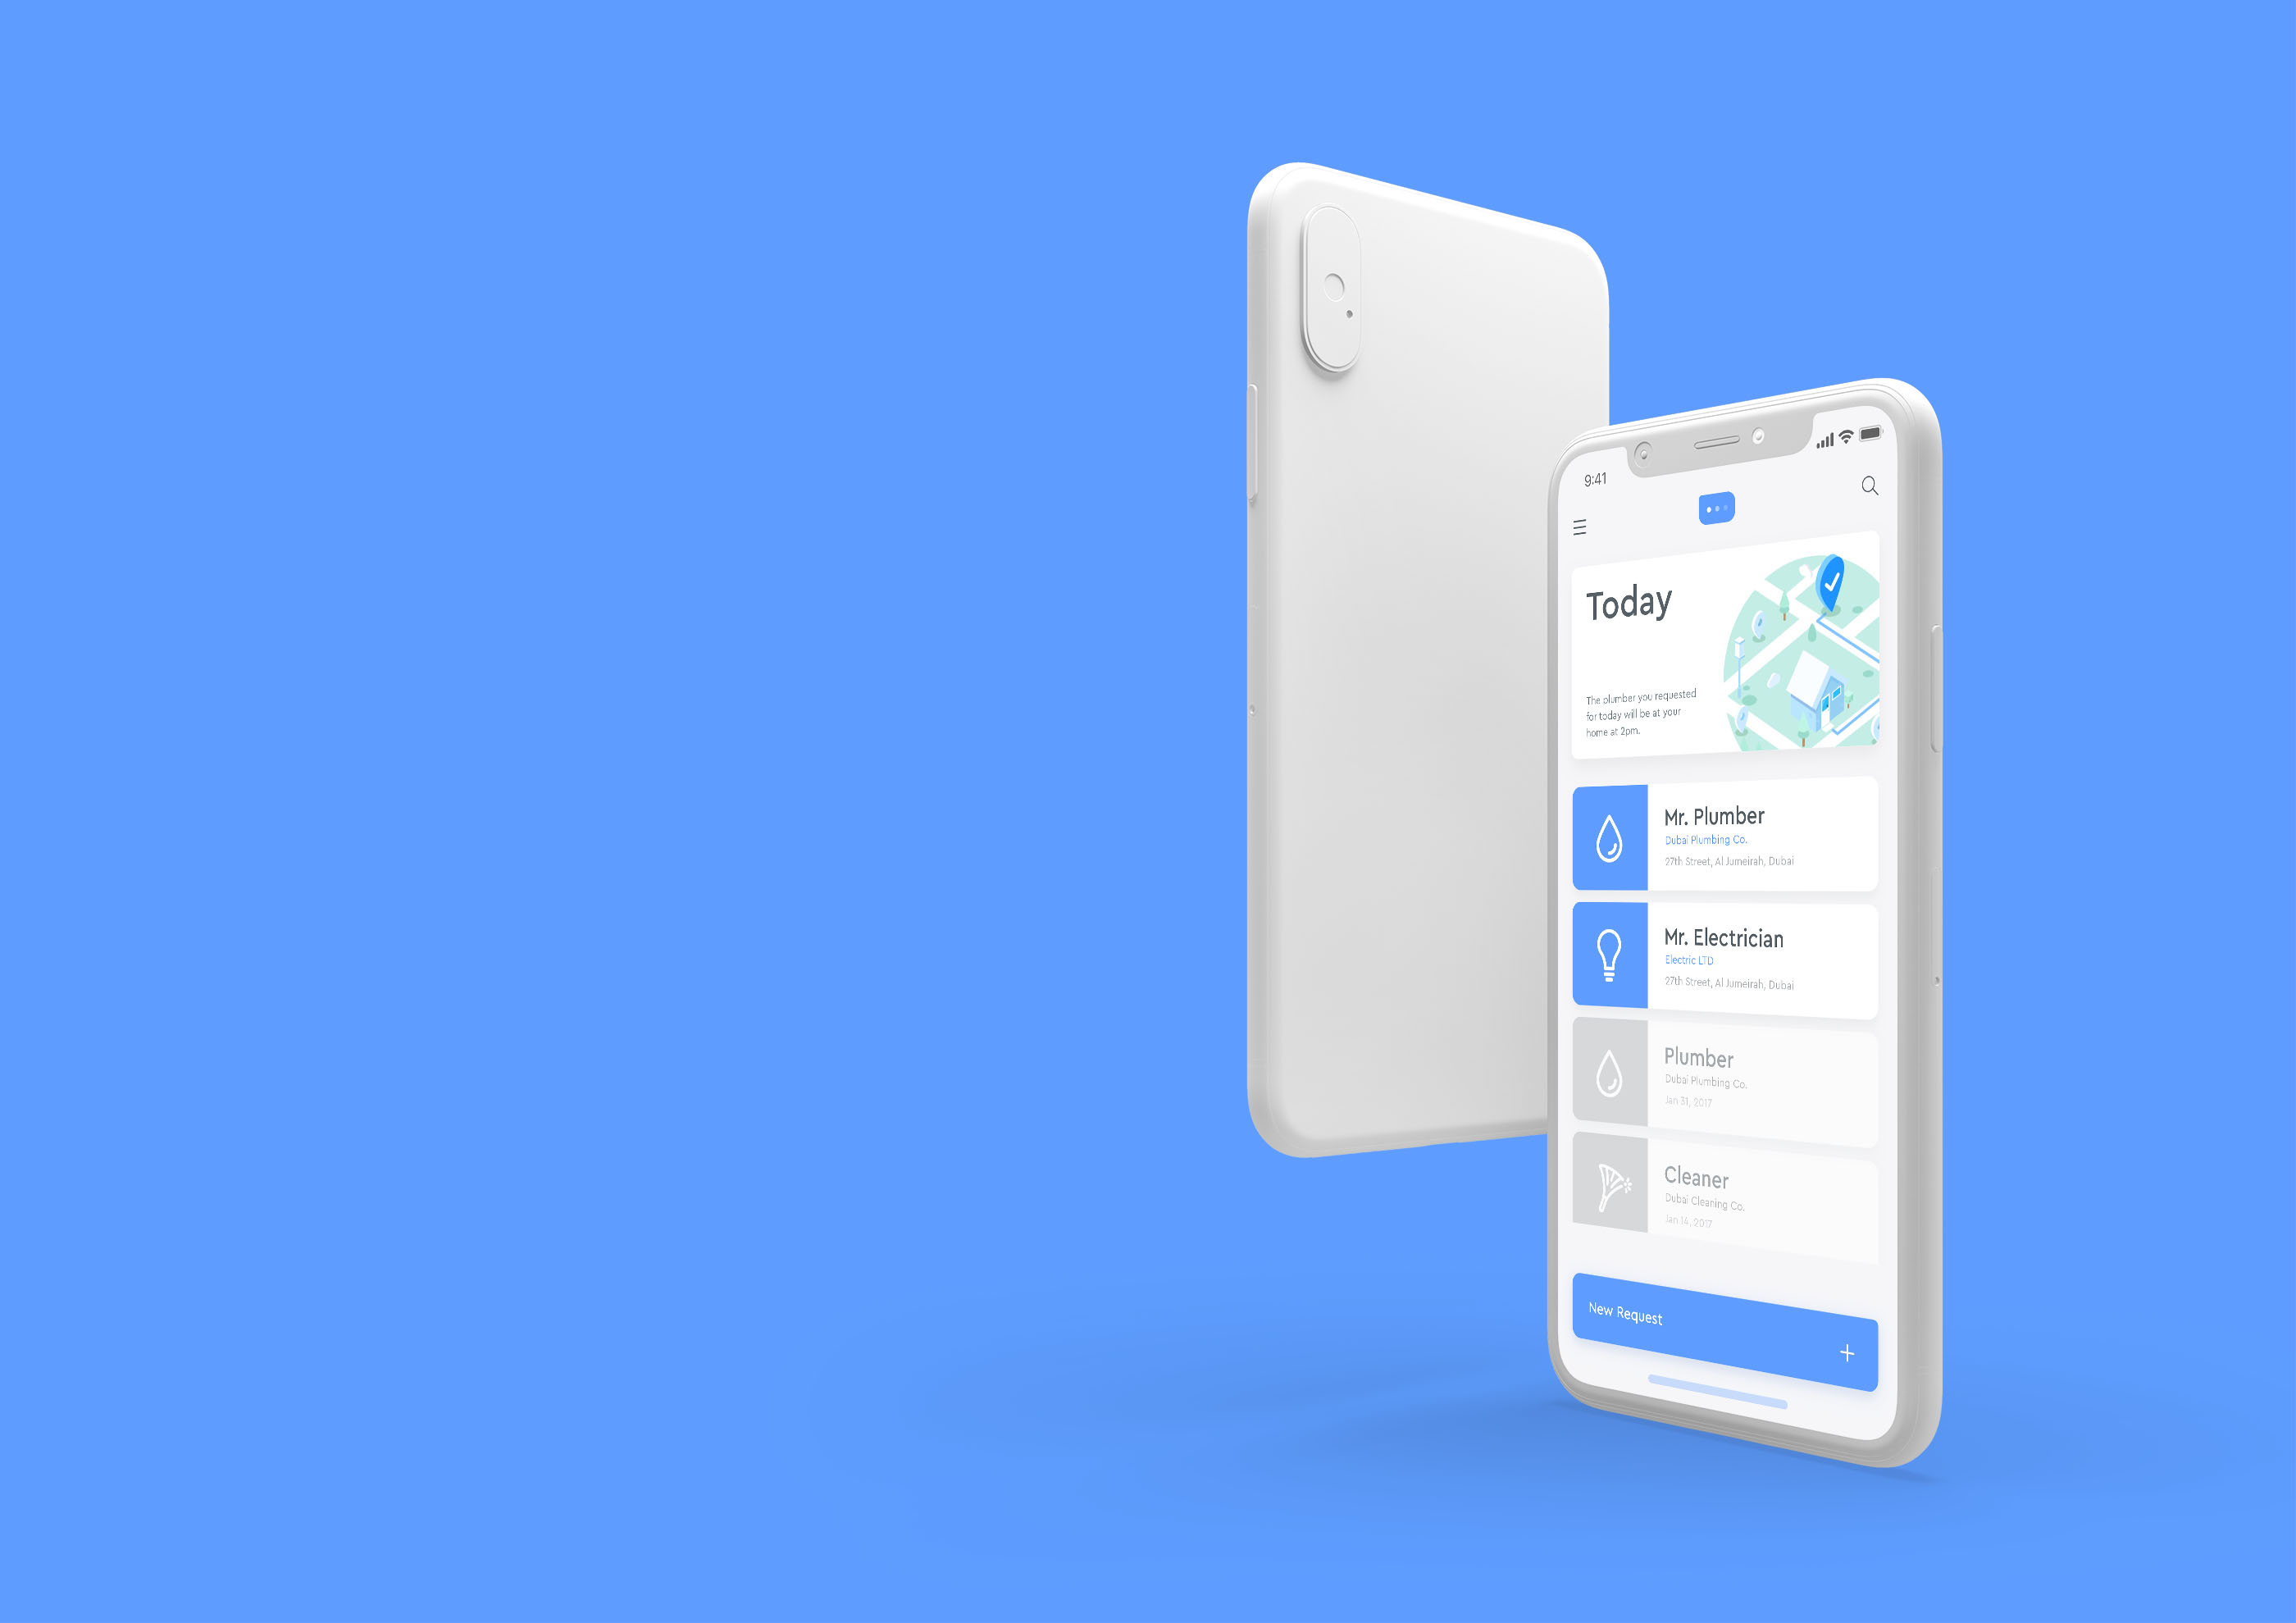 9:41
Today
The plumber you requested
for today will be at your
home at 2pm.
Mr. Plumber
Dubai Plumbing Co.
27th Street, Al Jumeirah, Dubai
Mr. Electrician
Electric LTD
27th Street, Al Jumeirah, Dubai
Plumber
Dubai Plumbing Co.
Jan 31, 2017
Cleaner
Dubai Cleaning Co.
Jan 14, 2017
New Request